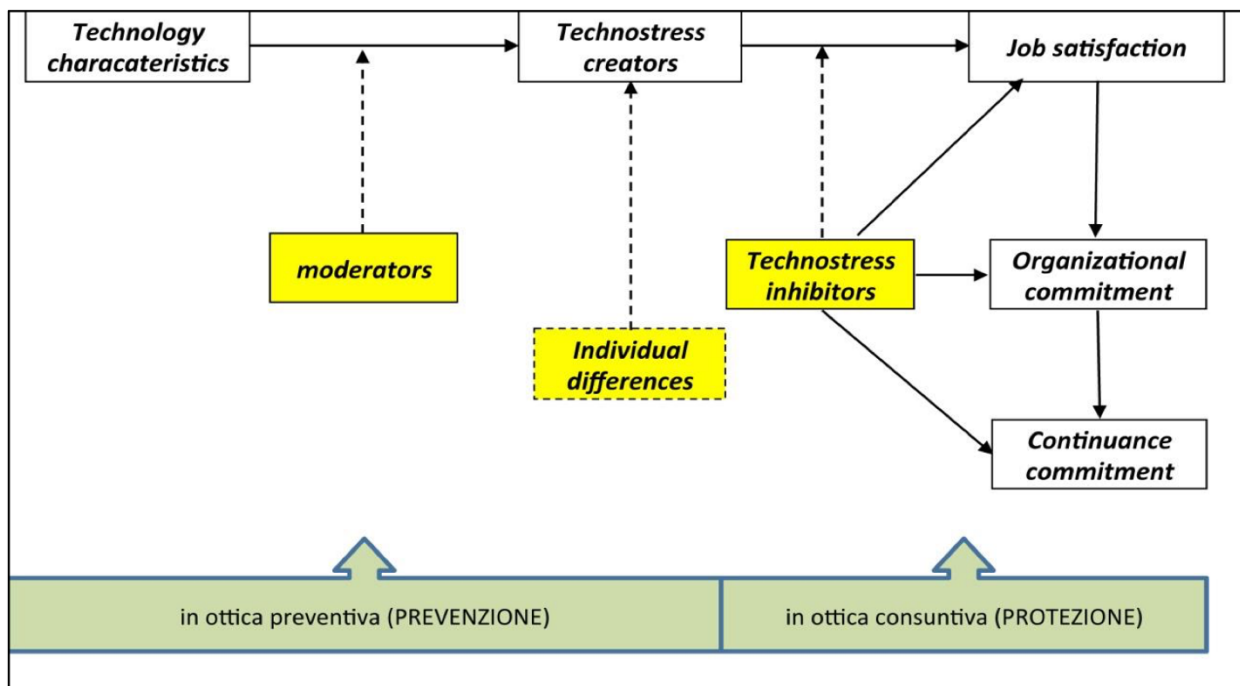 Technology
characateristics
Technostress
creators
Job satisfaction
moderators
Technostress
inhibitors
Organizational
commitment
Individual
differences
Continuance
commitment
in ottica preventiva (PREVENZIONE)
in ottica consuntiva (PROTEZIONE)